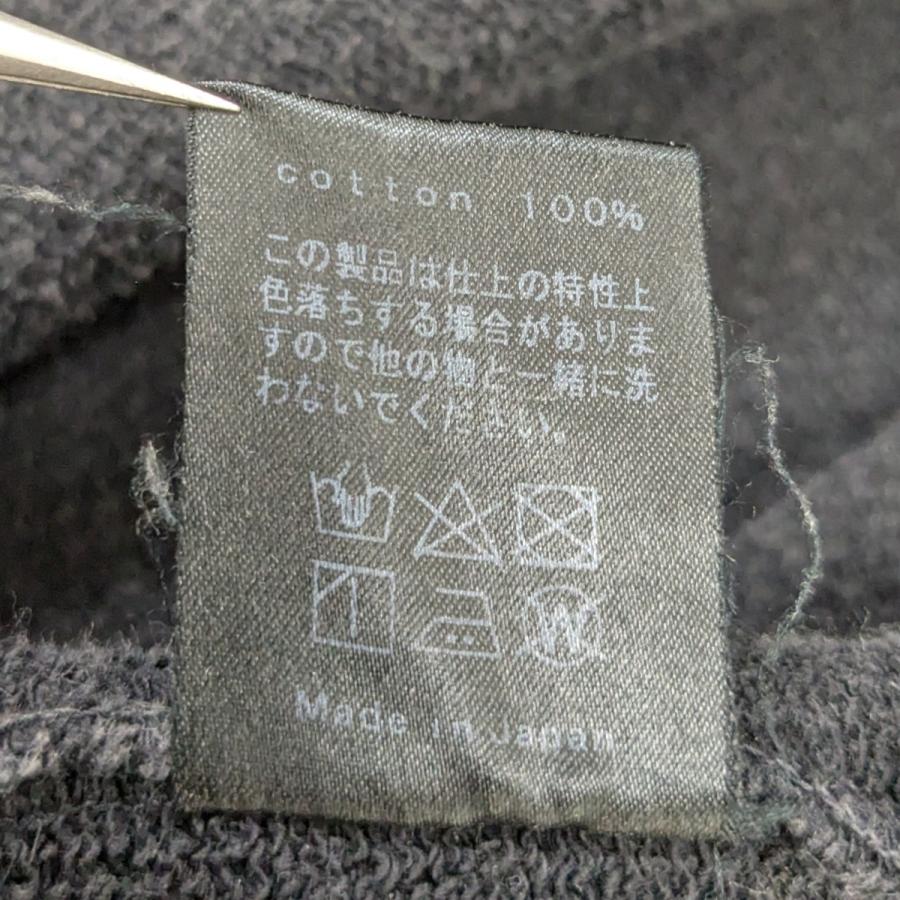 cotton 100%
この製品は仕上の特性上
色落ちする場合がありま
すので他の物と一緒に洗
わないでください。
W
Made in Japan